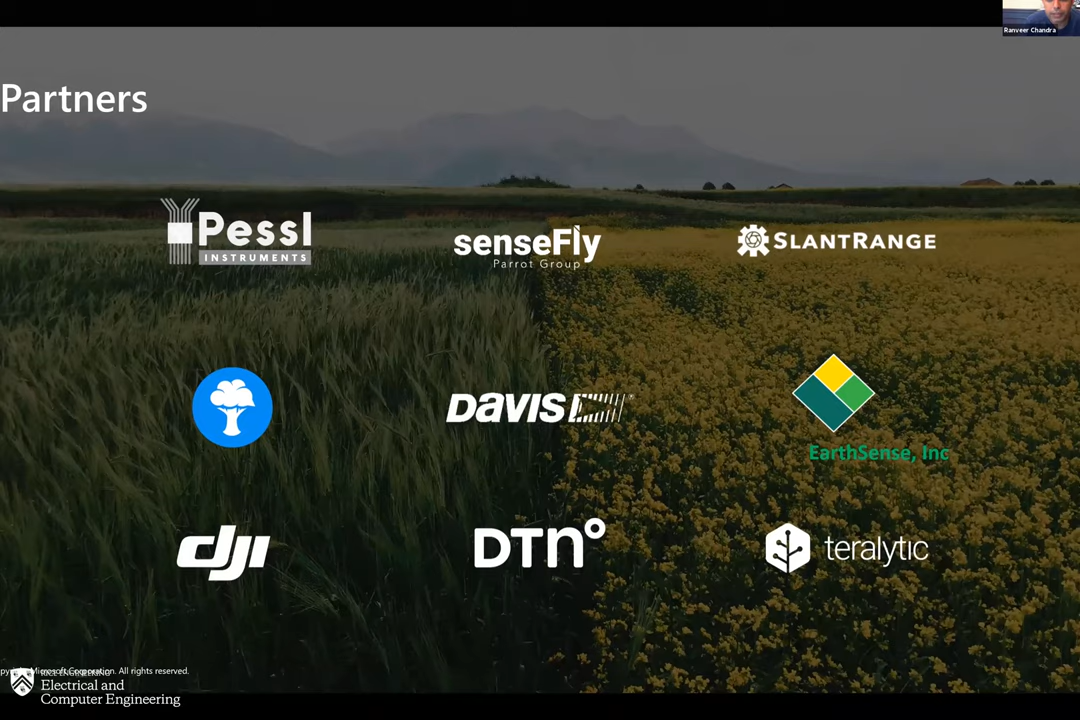 Ranveer Chandra
Partners
Pessl
INSTRUMENTS
senseFly
Parrot Group
SLANTRANGE
DAVIS
EarthSense, Inc
dji
DTN
teralytic
Microsoft Corporation. All rights reserved.
Electrical and
Computer Engineering